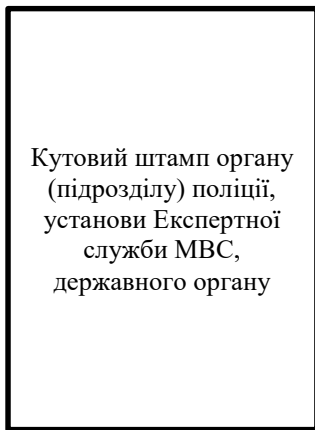 Кутовий штамп органу
(підрозділу) поліції,
установи Експертної
служби МВС,
державного органу